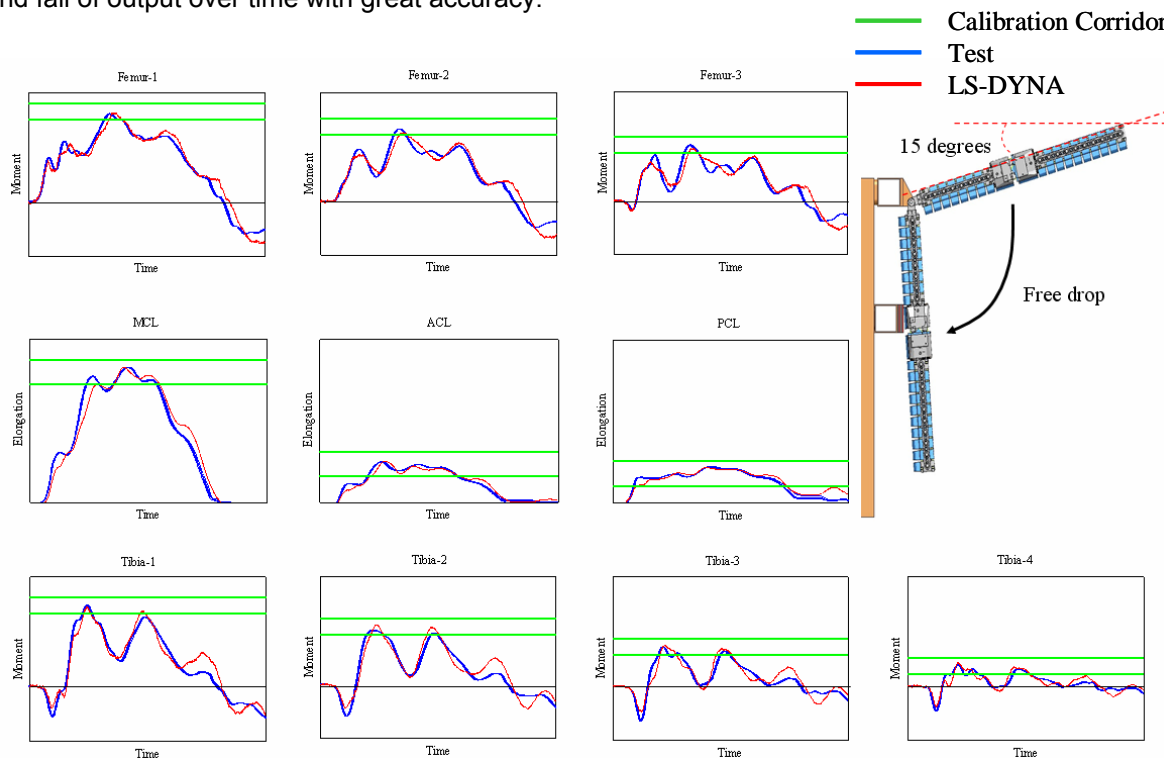 nd fall of output over time with great accuracy.
Calibration Corridor
Test
LS-DYNA
Femur-1
Femur-2
Femur-3
Moment
Moment
Moment
Time
Time
Time
15 degrees
Free drop
MCL
ACL
PCL
Elongation
Elongation
Elongation
Time
Time
Time
Tibia-1
Tibia-2
Tibia-3
Tibia-4
Moment
Moment
Moment
Moment
Time
Time
Time
Time